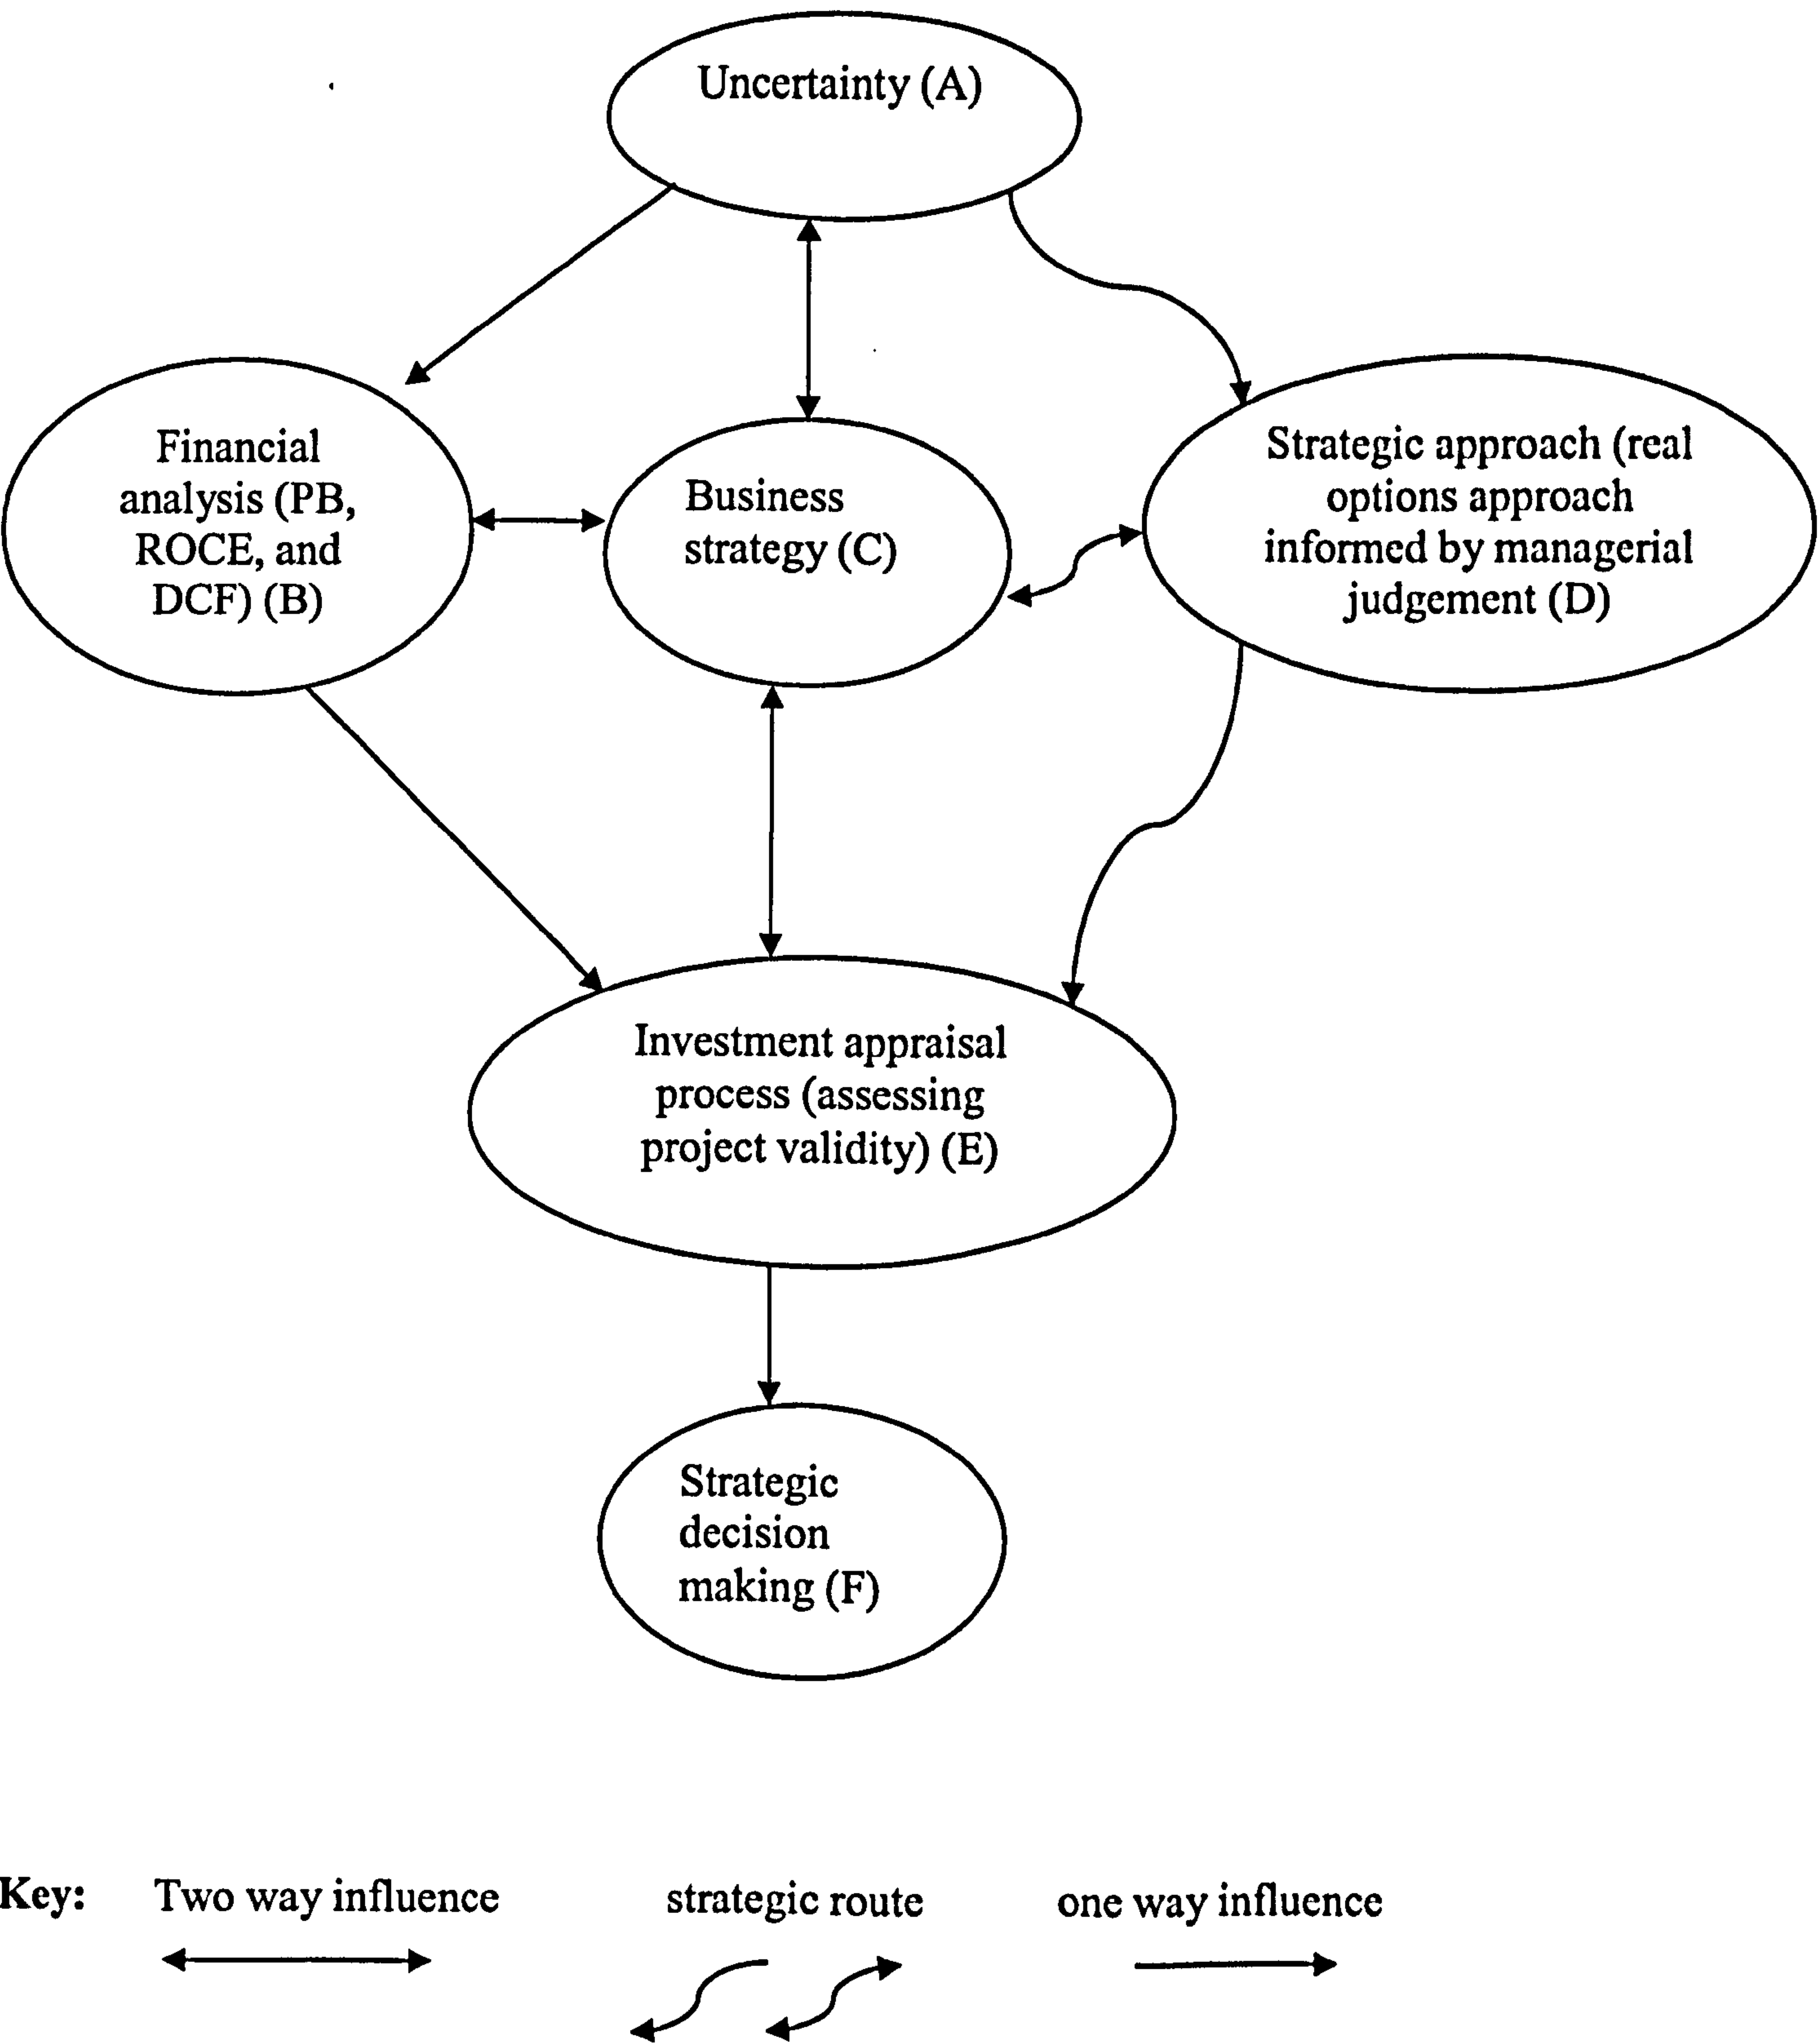 Uncertainty (A)
Financial
analysis (PB,
ROCE, and
DCF) (B)
Business
strategy (C)
Strategic approach (real
options approach
informed by managerial
judgement (D)
Investment appraisal
process (assessing
project validity) (E)
Strategic
decision
making (F)
Key: Two way influence strategic route one way influence